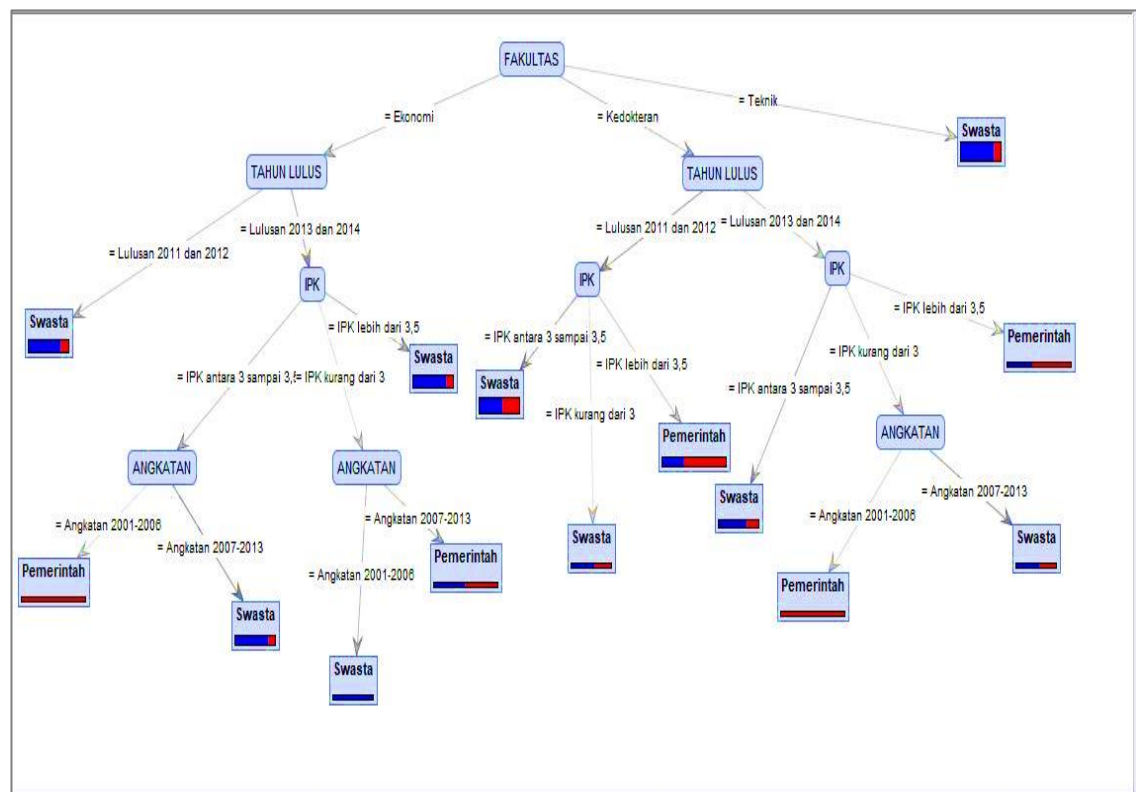 FAKULTAS
= Ekonomi
= Kedokteran
= Teknik
Swasta
TAHUN LULUS
TAHUN LULUS
= Lulusan 2011 dan 2012
= Lulusan 2013 dan 2014
= Lulusan 2011 dan 2012
= Lulusan 2013 dan 2014
IPK
IPK
IPK
Swasta
= IPK lebih dari 3,5
Swasta
= IPK antara 3 sampai 3,5
= IPK kurang dari 3
= IPK antara 3 sampai 3,5
= IPK lebih dari 3,5
= IPK kurang dari 3
Swasta
Pemerintah
= IPK lebih dari 3,5
Pemerintah
= IPK kurang dari 3
= IPK antara 3 sampai 3,5
ANGKATAN
ANGKATAN
ANGKATAN
= Angkatan 2001-2006
= Angkatan 2007-2013
Pemerintah
Swasta
= Angkatan 2007-2013
= Angkatan 2001-2006
Pemerintah
Swasta
Swasta
Swasta
= Angkatan 2001-2006
= Angkatan 2007-2013
Swasta
Pemerintah